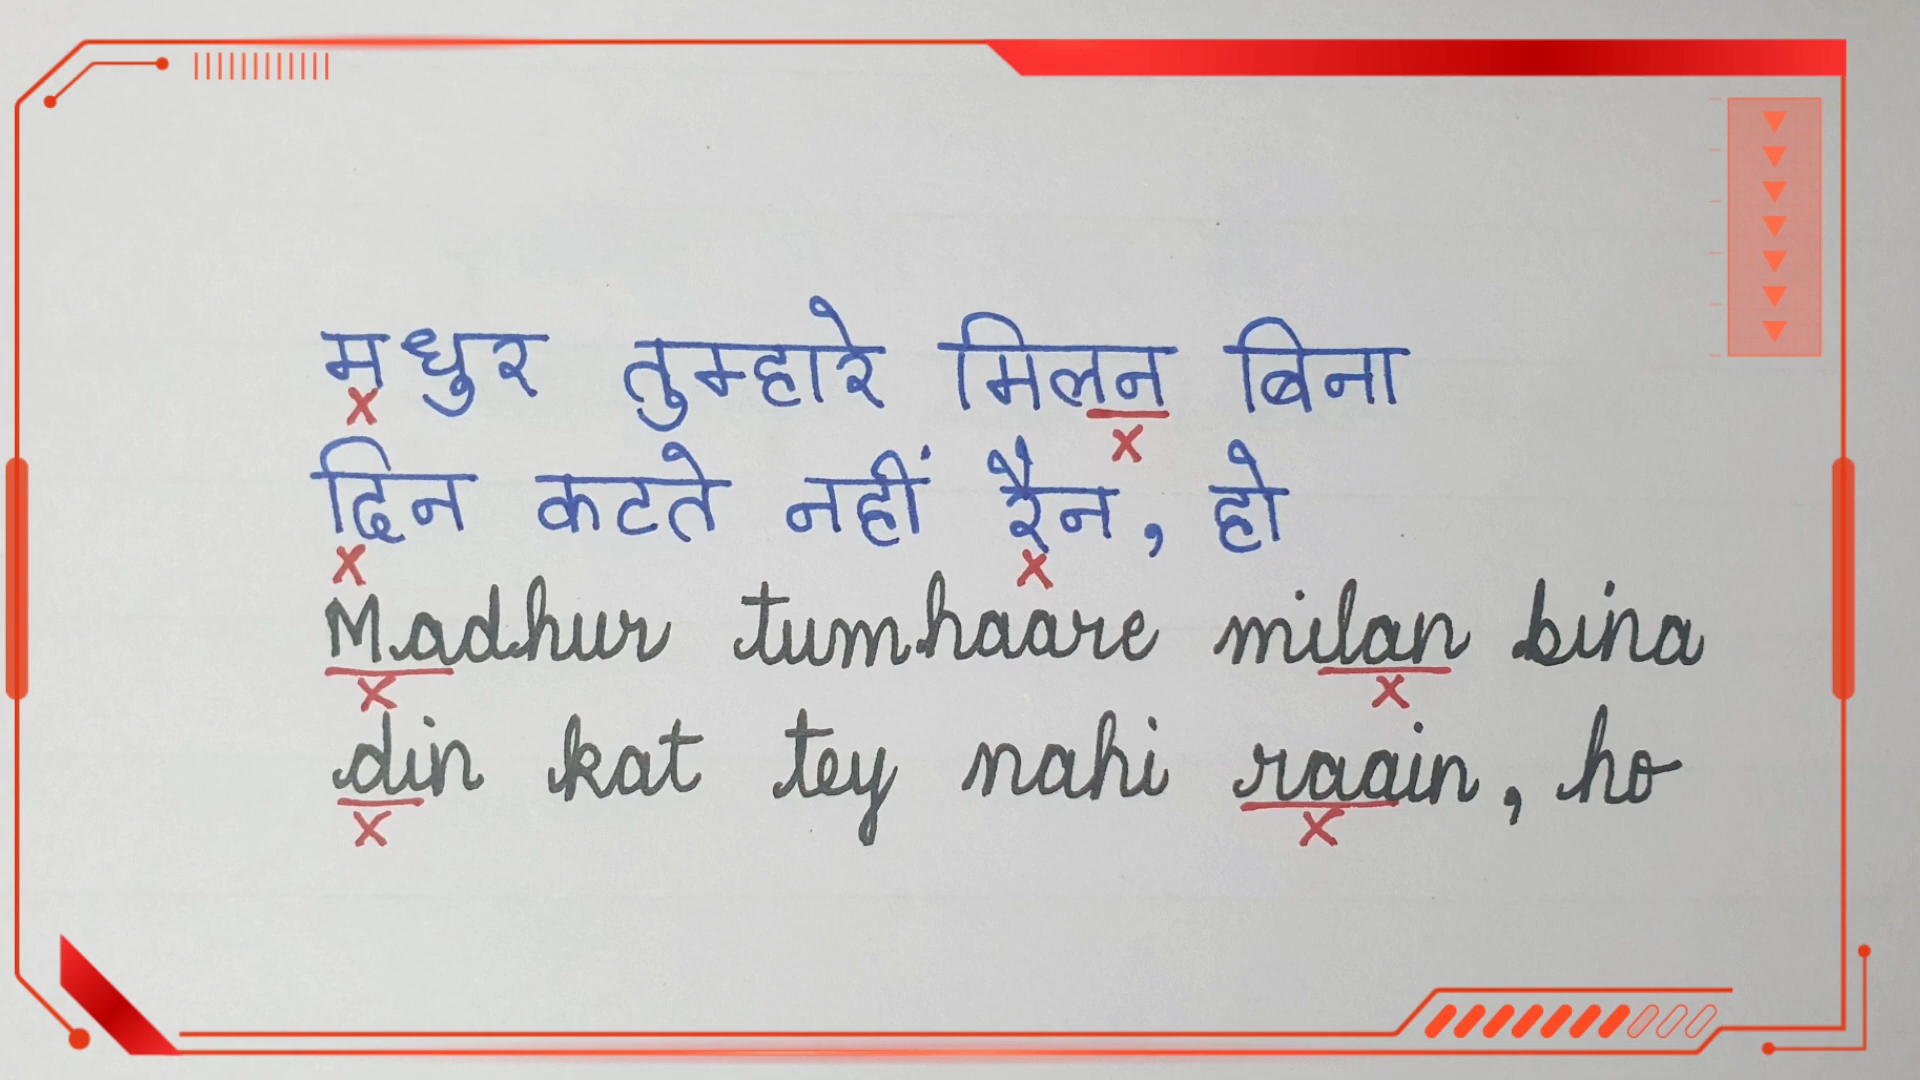 मधुर तुम्हारे मिलन बिना
x x
दिन कटते नहीं रैन, हो
x x
Madhur tumhaare milan bina
x x
din kat tey nahi raain, ho
x x